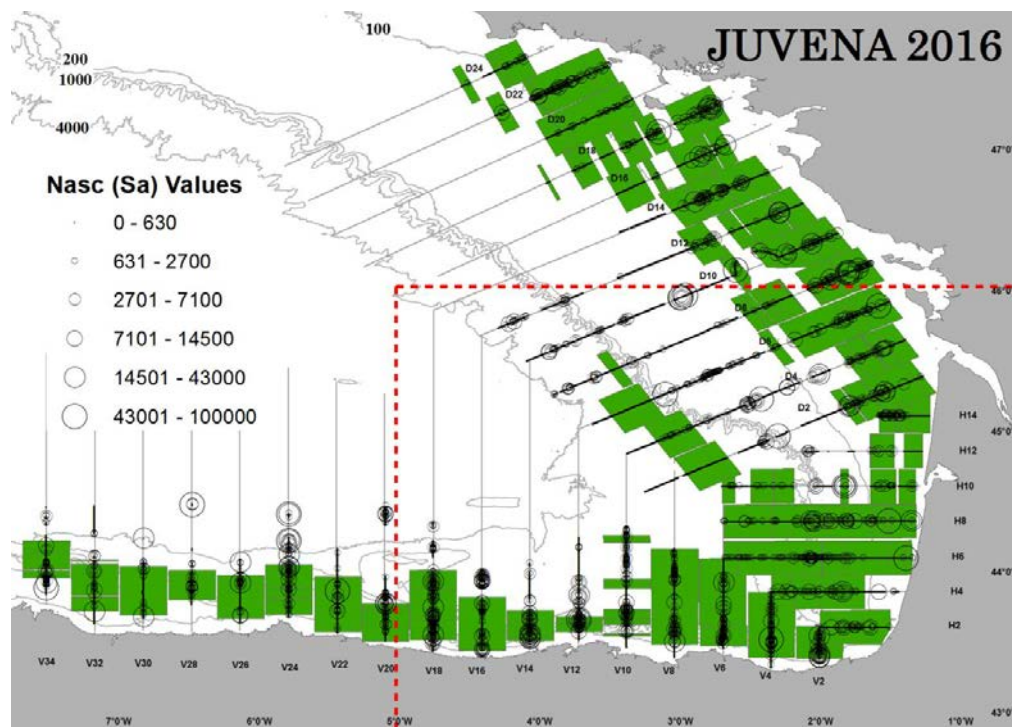 100
JUVENA 2016
200
1000
4000
D24
D22
D20
D18
D16
D14
D12
D10
D8
D4
D2
Nasc (Sa) Values
0 - 630
631 - 2700
2701 - 7100
7101 - 14500
14501 - 43000
43001 - 100000
47°0
46°0
45°0
44°0
43°0
H14
H12
H10
H8
H6
H4
H2
V34
V32
V30
V28
V26
V24
V22
V20
V18
V16
V14
V12
V10
V8
V6
V4
V2
7°0'W
6°0'W
5°0'W
4°0'W
3°0'W
2°0'W
1°0'W